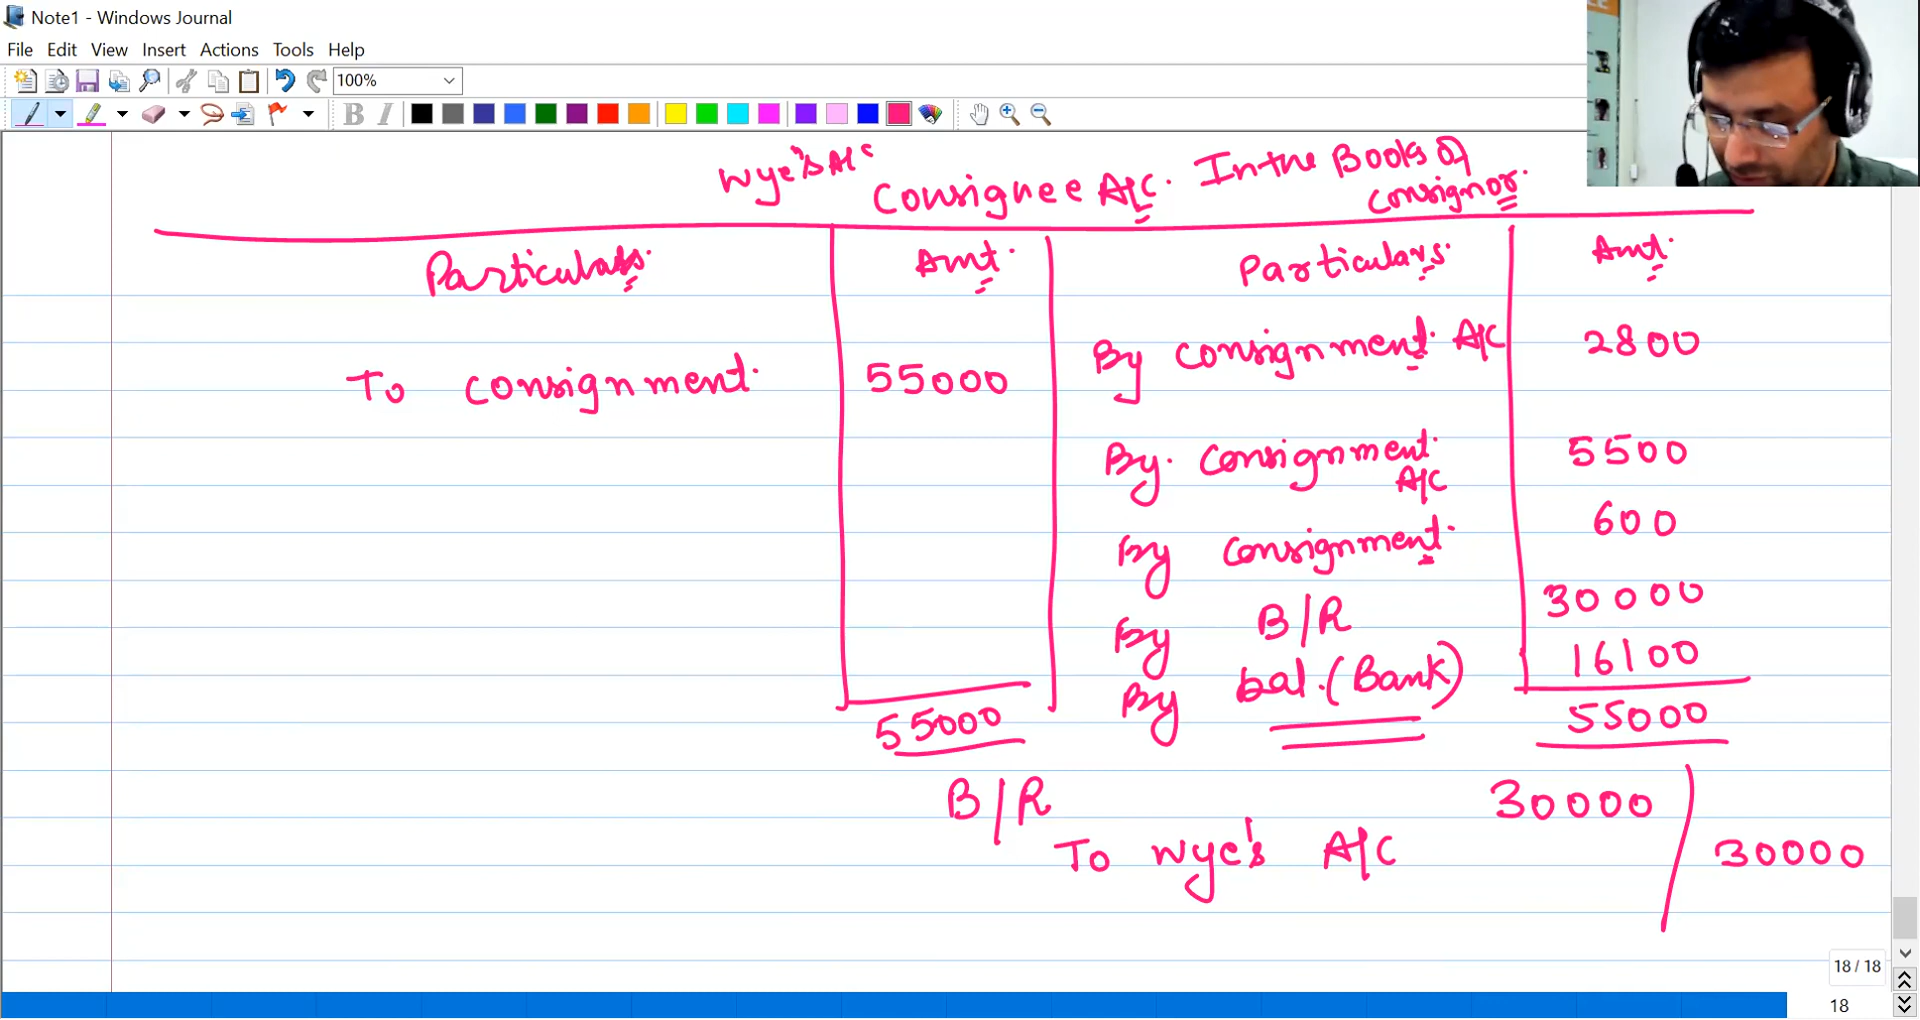 Note1 - Windows Journal
File Edit View Insert Actions Tools Help
100%
B I
Wye's A/c Consignee A/C. In the Books of
consignor.
Particulars. Amt. Particulars. Amt.
To consignment. 55000 By consignment. A/C 2800
By. consignment. 5500
A/C
By consignment. 600
By B/R 30000
By bal. (Bank) 16100
55000 55000
B/R 30000
To Wye's A/C 30000
18 / 18
18